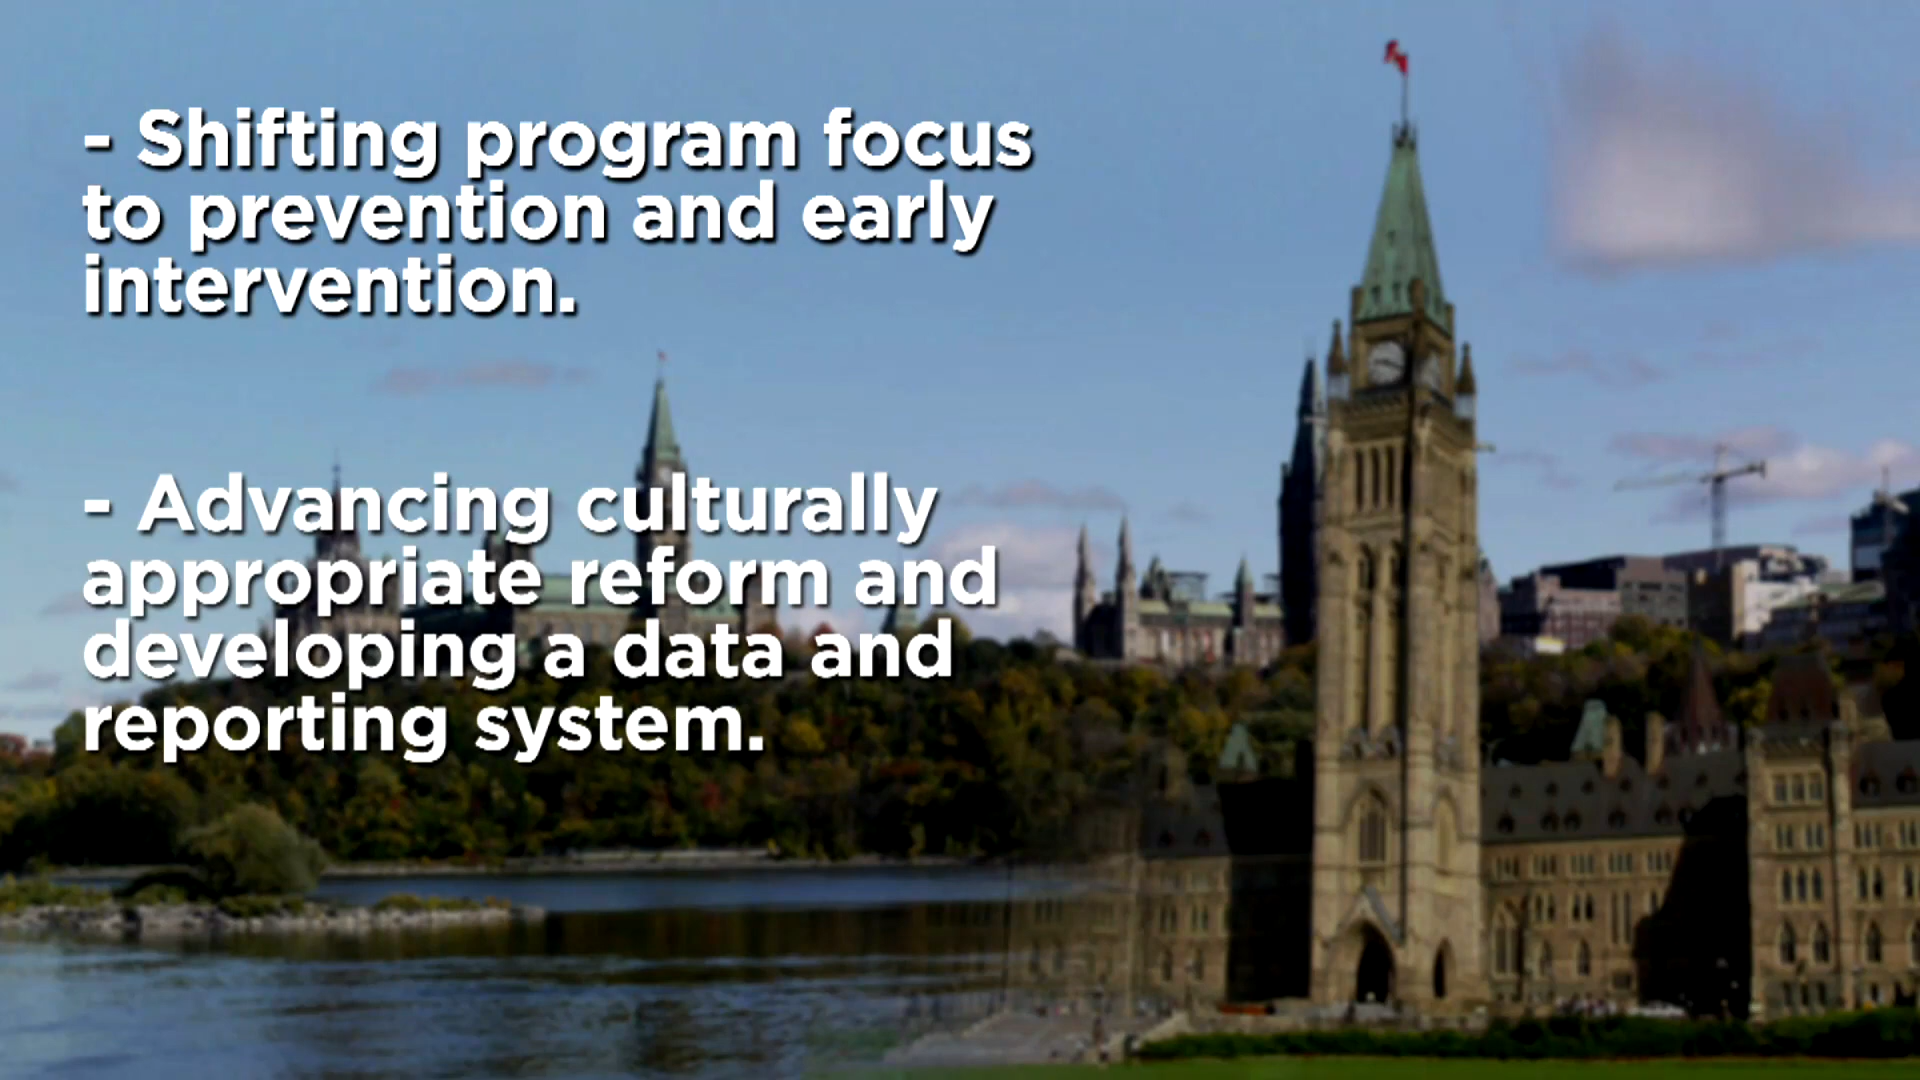 - Shifting program focus
to prevention and early
intervention.
- Advancing culturally
appropriate reform and
developing a data and
reporting system.